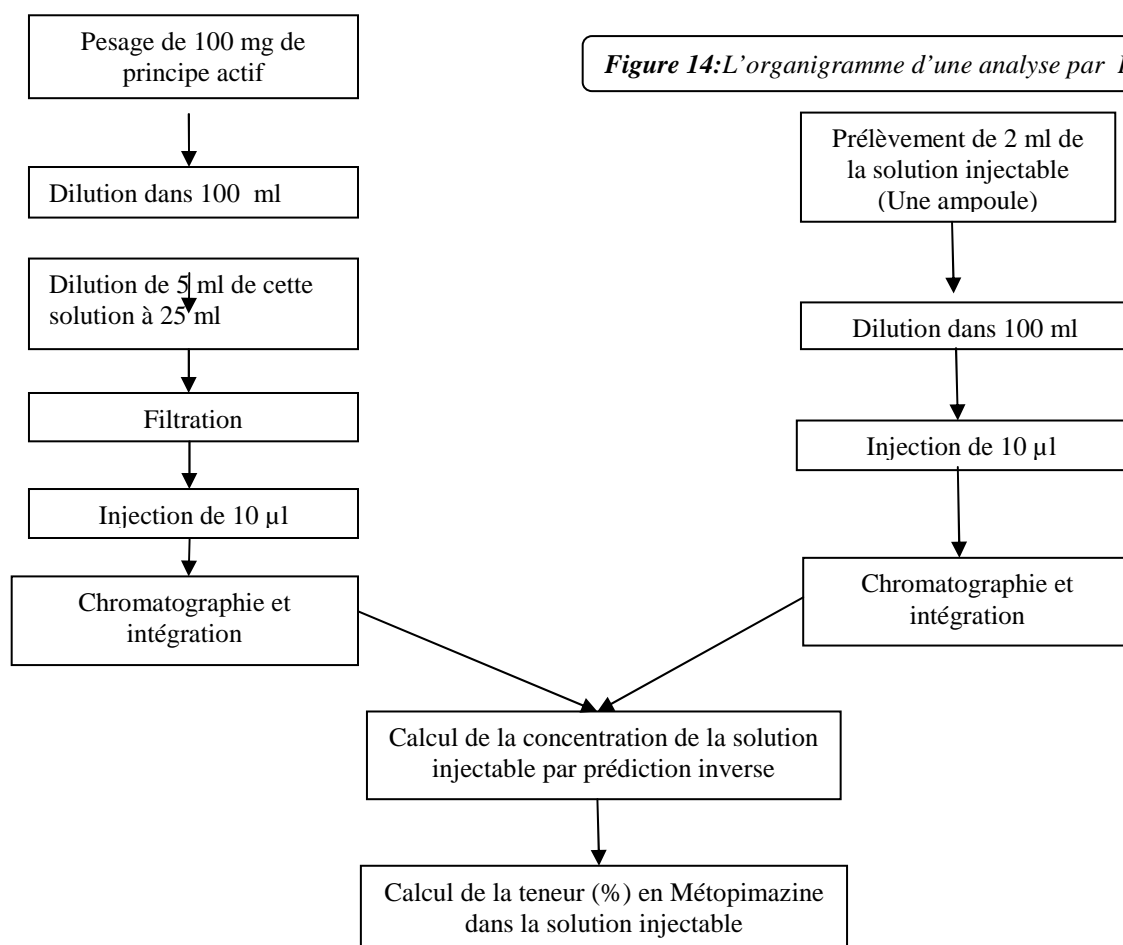 Pesage de 100 mg de
principe actif
Figure 14:L'organigramme d'une analyse par
Dilution dans 100 ml
Dilution de 5 ml de cette
solution à 25 ml
Filtration
Injection de 10 µl
Chromatographie et
intégration
Prélèvement de 2 ml de
la solution injectable
(Une ampoule)
Dilution dans 100 ml
Injection de 10 µl
Chromatographie et
intégration
Calcul de la concentration de la solution
injectable par prédiction inverse
Calcul de la teneur (%) en Métopimazine
dans la solution injectable